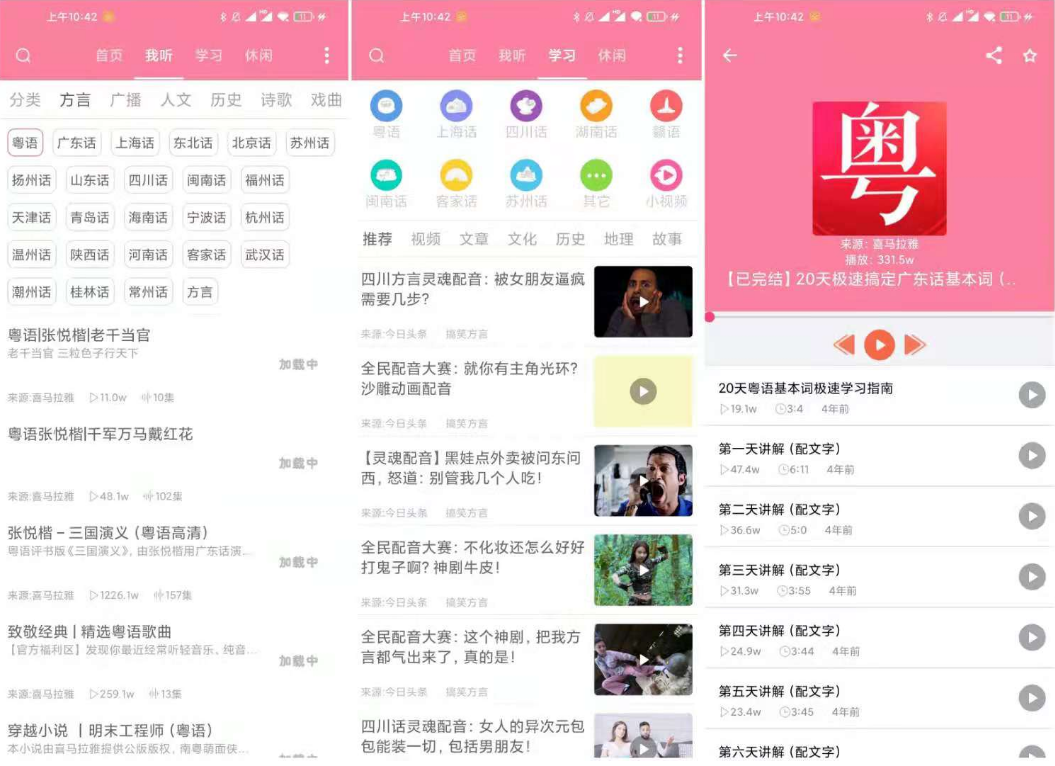 上午10:42
11
首页 我听 学习 休闲
分类 方言 广播 人文 历史 诗歌 戏曲
粤语 广东话 上海话 东北话 北京话 苏州话
扬州话 山东话 四川话 闽南话 福州话
天津话 青岛话 海南话 宁波话 杭州话
温州话 陕西话 河南话 客家话 武汉话
潮州话 桂林话 常州话 方言
粤语|张悦楷|老千当官
老千当官 三粒色子行天下
加载中
来源:喜马拉雅 11.0w 10集
粤语张悦楷|千军万马戴红花
加载中
来源:喜马拉雅 48.1w 102集
张悦楷 – 三国演义（粤语高清）
粤语评书版《三国演义》，由张悦楷用广东话演...
加载中
来源:喜马拉雅 1226.1w 157集
致敬经典 | 精选粤语歌曲
【官方福利区】发现你最近经常听轻音乐，纯音...
加载中
来源:喜马拉雅 259.1w 13集
穿越小说 | 明末工程师（粤语）
本小说由喜马拉雅提供公版版权，南粤萌面侠...
上午10:42
11
首页 我听 学习 休闲
粤语 上海话 四川话 湖南话 赣语
闽南话 客家话 苏州话 其它 小视频
推荐 视频 文章 文化 历史 地理 故事
四川方言灵魂配音：被女朋友逼疯
需要几步？
来源:今日头条 搞笑方言
全民配音大赛：就你有主角光环？
沙雕动画配音
来源:今日头条 搞笑方言
【灵魂配音】黑娃点外卖被问东问
西，怒道：别管我几个人吃！
来源:今日头条 搞笑方言
全民配音大赛：不化妆还怎么好好
打鬼子啊？神剧牛皮！
来源:今日头条 搞笑方言
全民配音大赛：这个神剧，把我方
言都气出来了，真的是！
来源:今日头条 搞笑方言
四川话灵魂配音：女人的异次元包
包能装一切，包括男朋友！
上午10:42
11
粤
来源：喜马拉雅
播放：331.5w
【已完结】20天极速搞定广东话基本词（..
20天粤语基本词极速学习指南
19.1w 3:4 4年前
第一天讲解（配文字）
47.4w 6:11 4年前
第二天讲解（配文字）
36.6w 5:0 4年前
第三天讲解（配文字）
31.3w 3:55 4年前
第四天讲解（配文字）
24.9w 3:44 4年前
第五天讲解（配文字）
23.4w 3:45 4年前
第六天讲解（配文字）